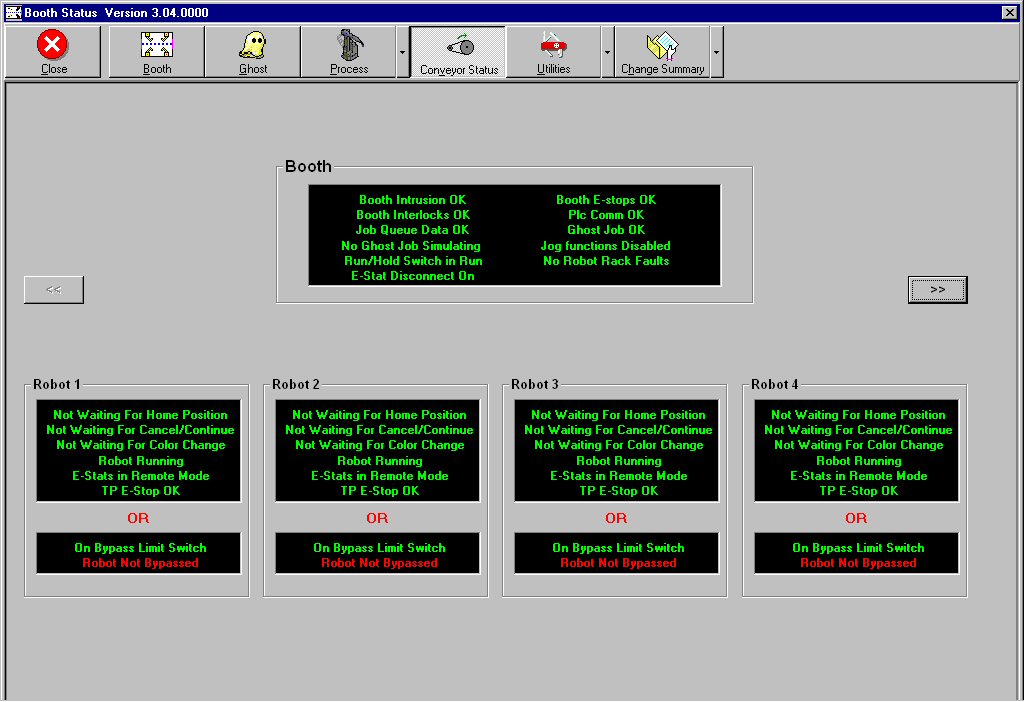 Booth Status Version 3.04.0000
Close
Booth
Ghost
Process
Conveyor Status
Utilities
Change Summary
Booth
Booth Intrusion OK
Booth Interlocks OK
Job Queue Data OK
No Ghost Job Simulating
Run/Hold Switch in Run
E-Stat Disconnect On
Booth E-stops OK
Plc Comm OK
Ghost Job OK
Jog functions Disabled
No Robot Rack Faults
<<
>>
Robot 1
Not Waiting For Home Position
Not Waiting For Cancel/Continue
Not Waiting For Color Change
Robot Running
E-Stats in Remote Mode
TP E-Stop OK
OR
On Bypass Limit Switch
Robot Not Bypassed
Robot 2
Not Waiting For Home Position
Not Waiting For Cancel/Continue
Not Waiting For Color Change
Robot Running
E-Stats in Remote Mode
TP E-Stop OK
OR
On Bypass Limit Switch
Robot Not Bypassed
Robot 3
Not Waiting For Home Position
Not Waiting For Cancel/Continue
Not Waiting For Color Change
Robot Running
E-Stats in Remote Mode
TP E-Stop OK
OR
On Bypass Limit Switch
Robot Not Bypassed
Robot 4
Not Waiting For Home Position
Not Waiting For Cancel/Continue
Not Waiting For Color Change
Robot Running
E-Stats in Remote Mode
TP E-Stop OK
OR
On Bypass Limit Switch
Robot Not Bypassed